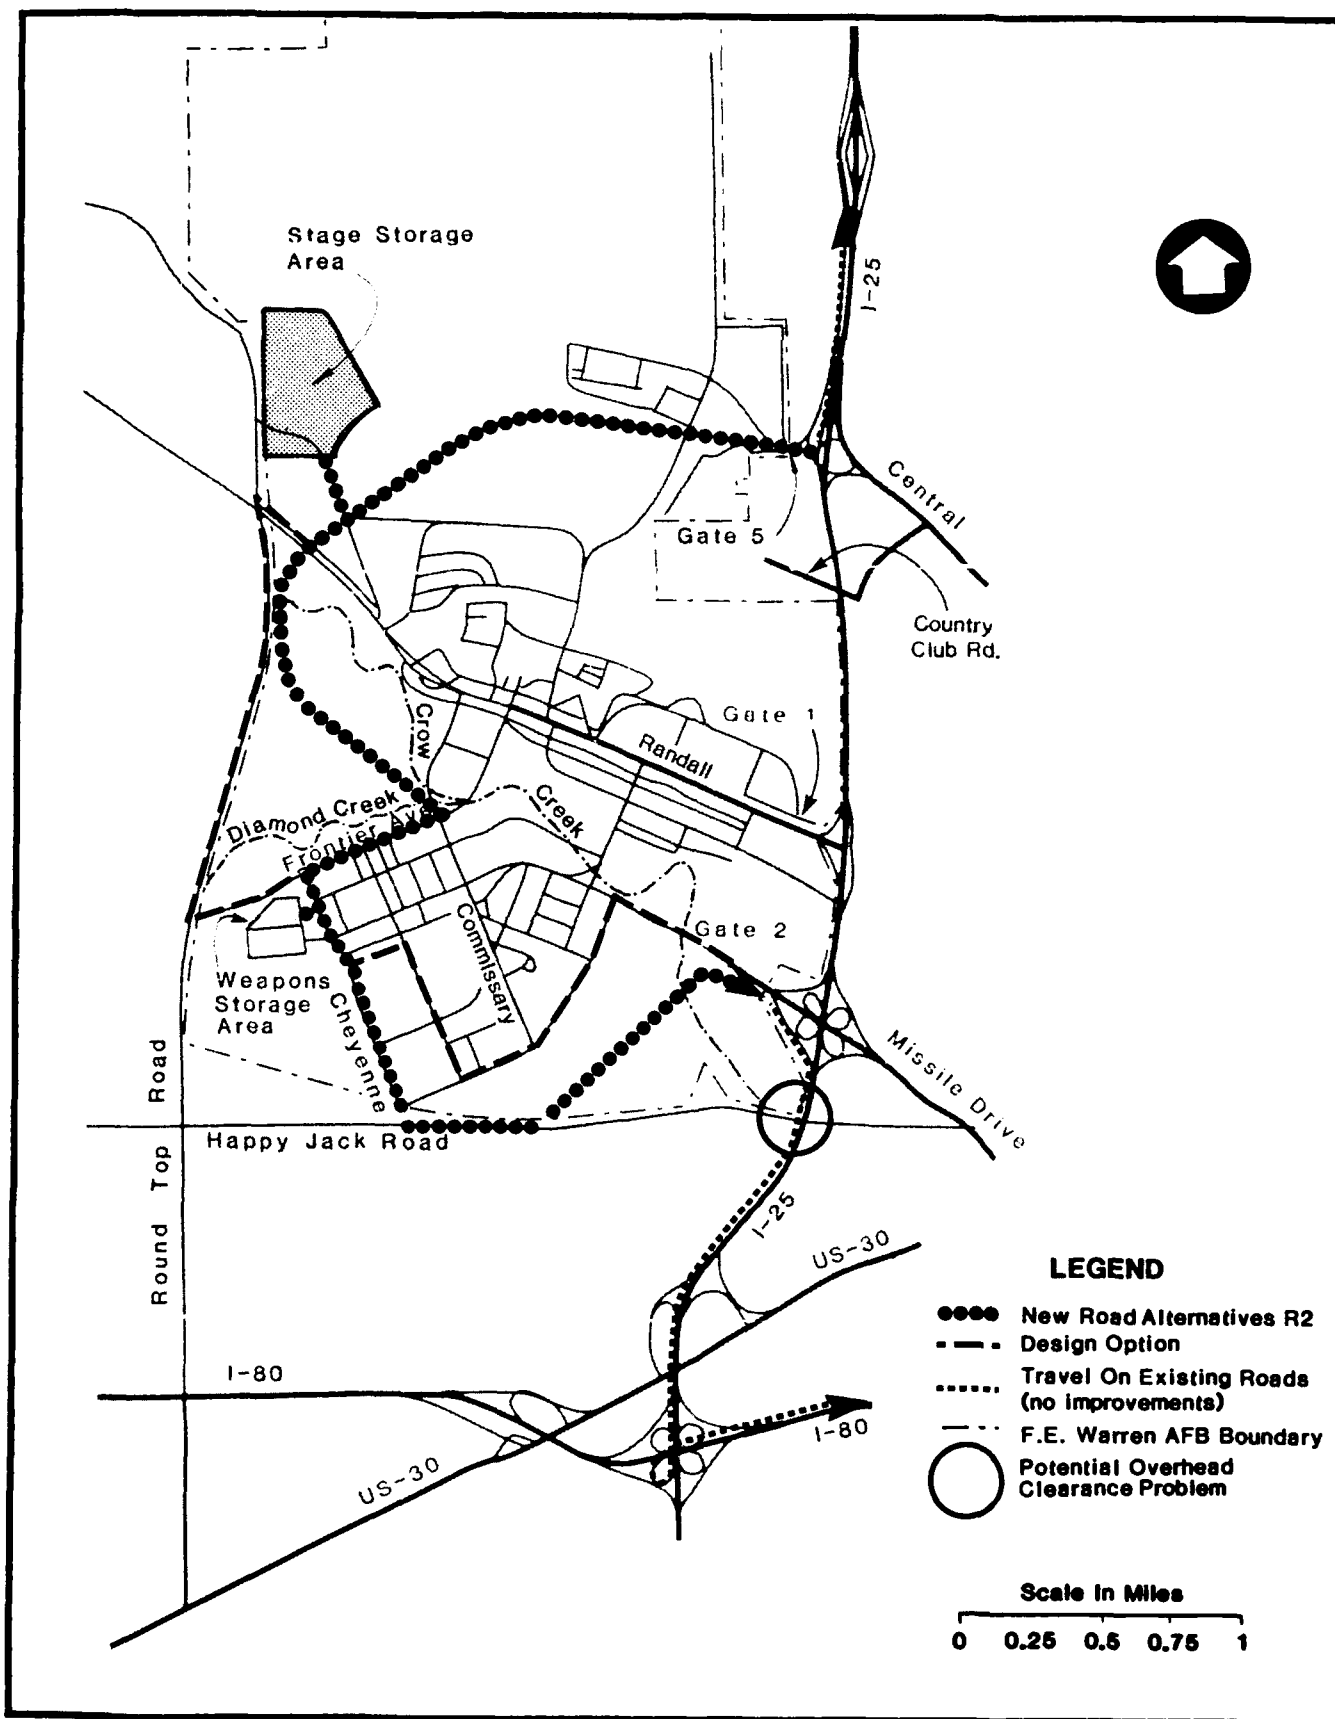 Stage Storage
Area
I-25
Central
Gate 5
Country
Club Rd.
Gate 1
Randall
Crow
Creek
Diamond Creek
Frontier Ave
Gate 2
Commissary
Weapons
Storage
Area
Cheyenne
Missile Drive
Happy Jack Road
Round Top Road
I-25
US-30
I-80
I-80
US-30
LEGEND
New Road Alternatives R2
Design Option
Travel On Existing Roads
(no improvements)
F.E. Warren AFB Boundary
Potential Overhead
Clearance Problem
Scale In Miles
0 0.25 0.5 0.75 1